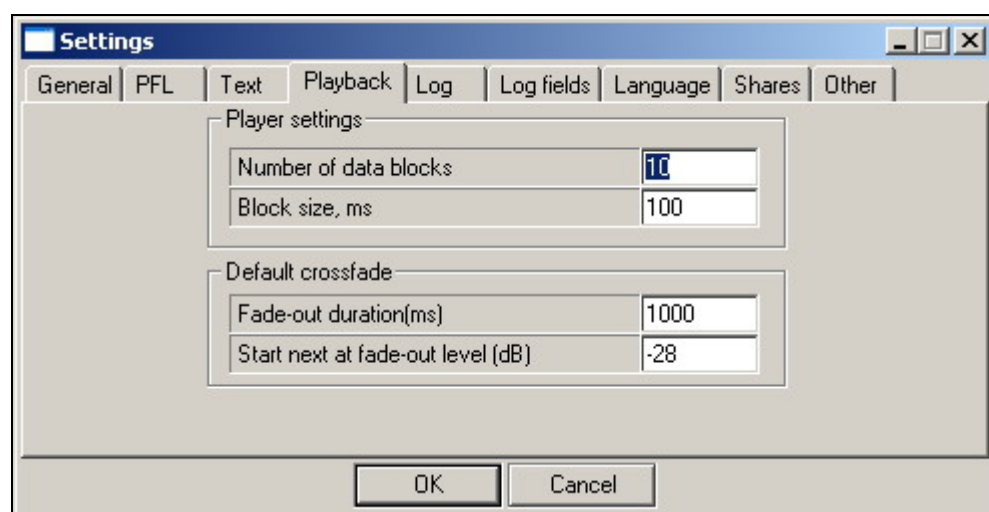 Settings
General PFL Text Playback Log Log fields Language Shares Other
Player settings
Number of data blocks 10
Block size, ms 100
Default crossfade
Fade-out duration(ms) 1000
Start next at fade-out level (dB) -28
OK Cancel